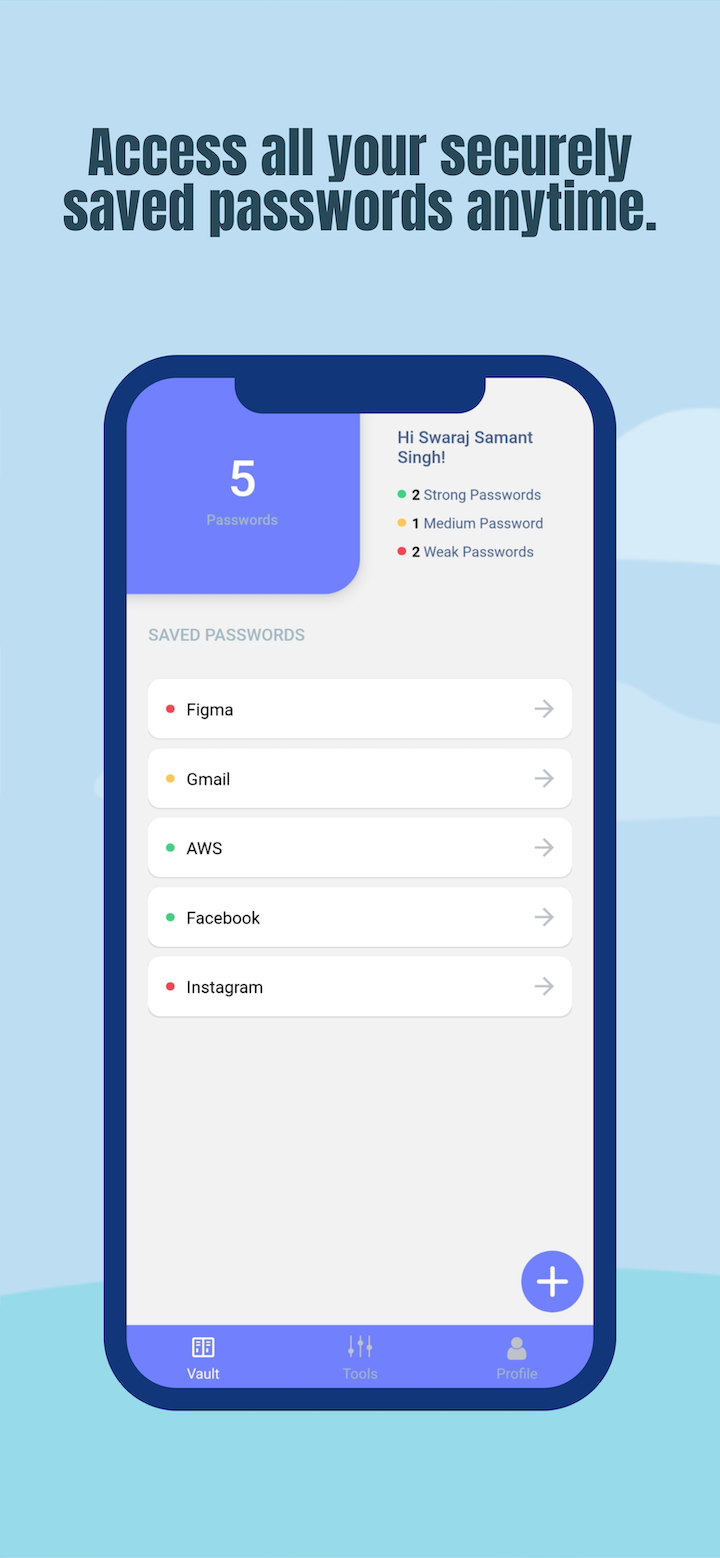 Access all your securely
saved passwords anytime.
5
Passwords
Hi Swaraj Samant
Singh!
2 Strong Passwords
1 Medium Password
2 Weak Passwords
SAVED PASSWORDS
Figma
Gmail
AWS
Facebook
Instagram
Vault
Tools
Profile